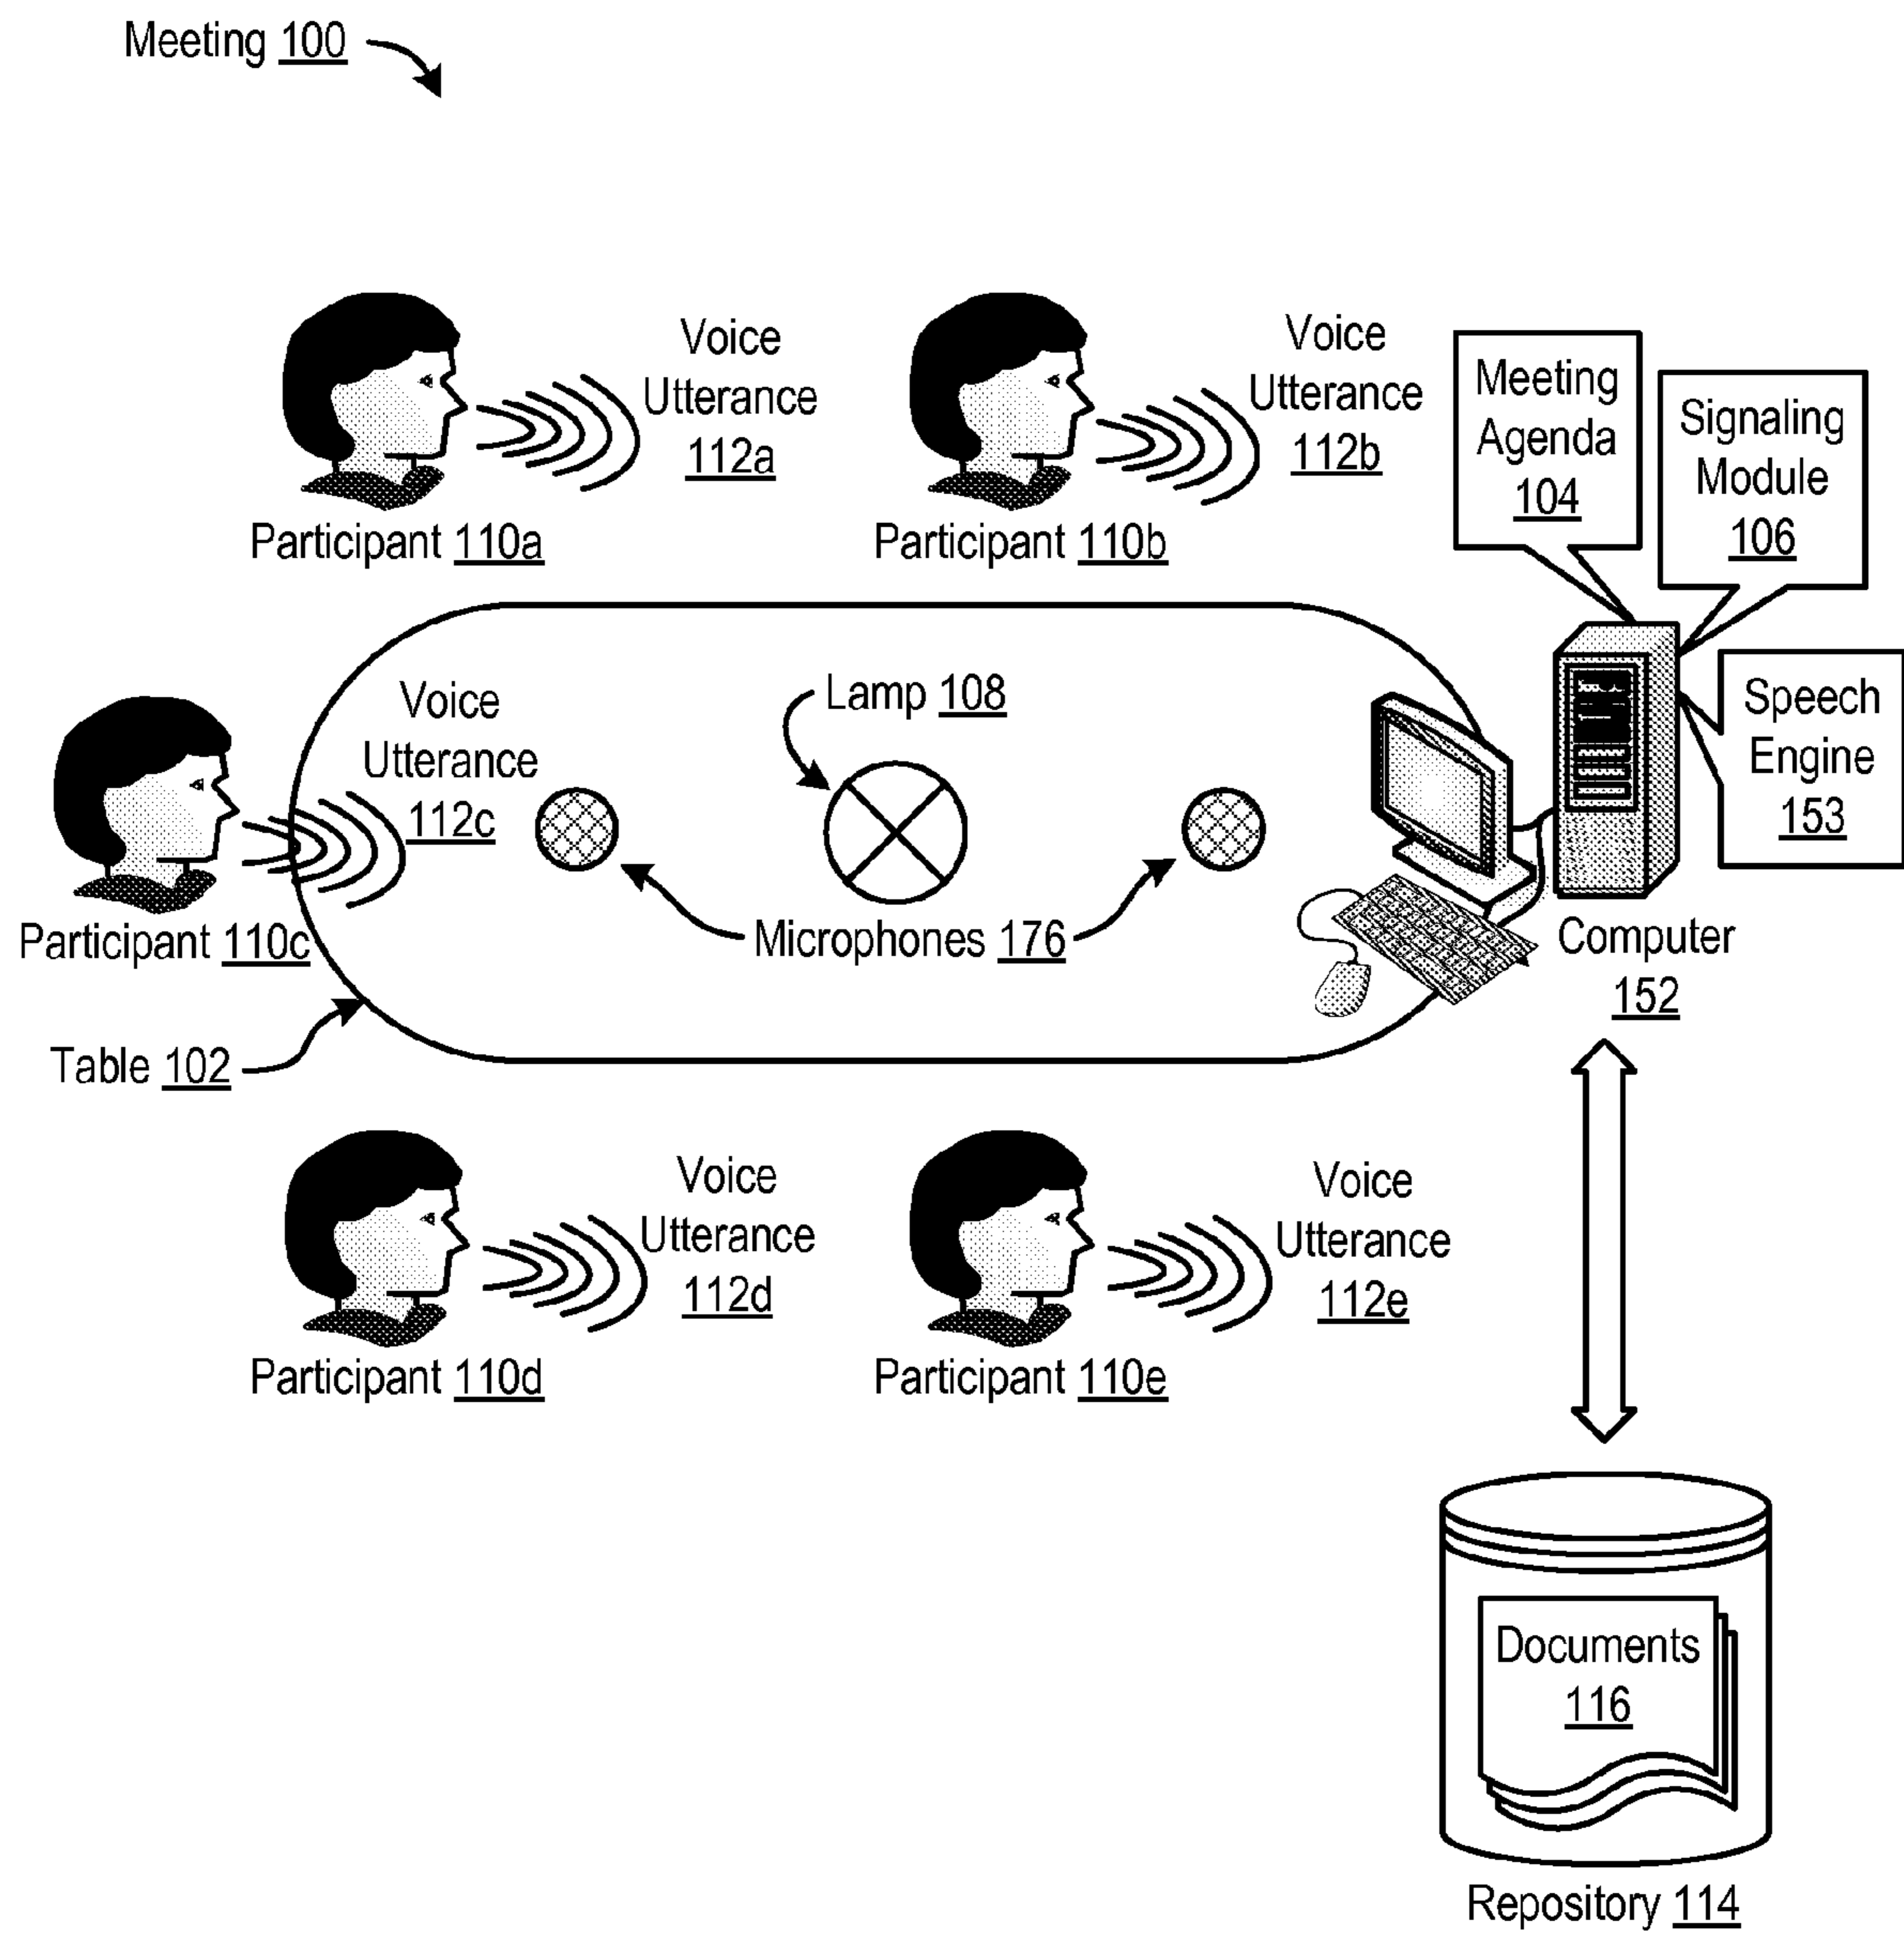 Meeting 100
Voice
Utterance
112a
Participant 110a
Voice
Utterance
112b
Participant 110b
Meeting
Agenda
104
Signaling
Module
106
Speech
Engine
153
Voice
Utterance
112c
Participant 110c
Lamp 108
Microphones 176
Computer
152
Table 102
Voice
Utterance
112d
Participant 110d
Voice
Utterance
112e
Participant 110e
Documents
116
Repository 114